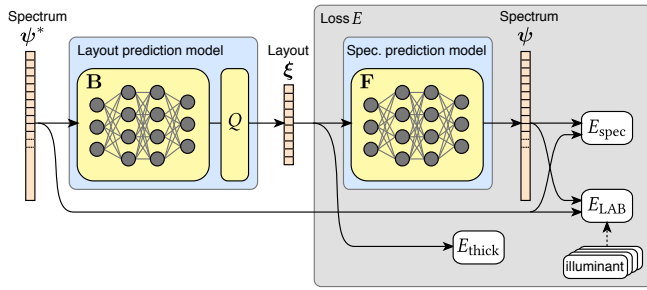 Spectrum
ψ*
Layout prediction model
B
Q
Layout
ξ
Loss E
Spec. prediction model
F
Spectrum
ψ
E_spec
E_LAB
E_thick
illuminant